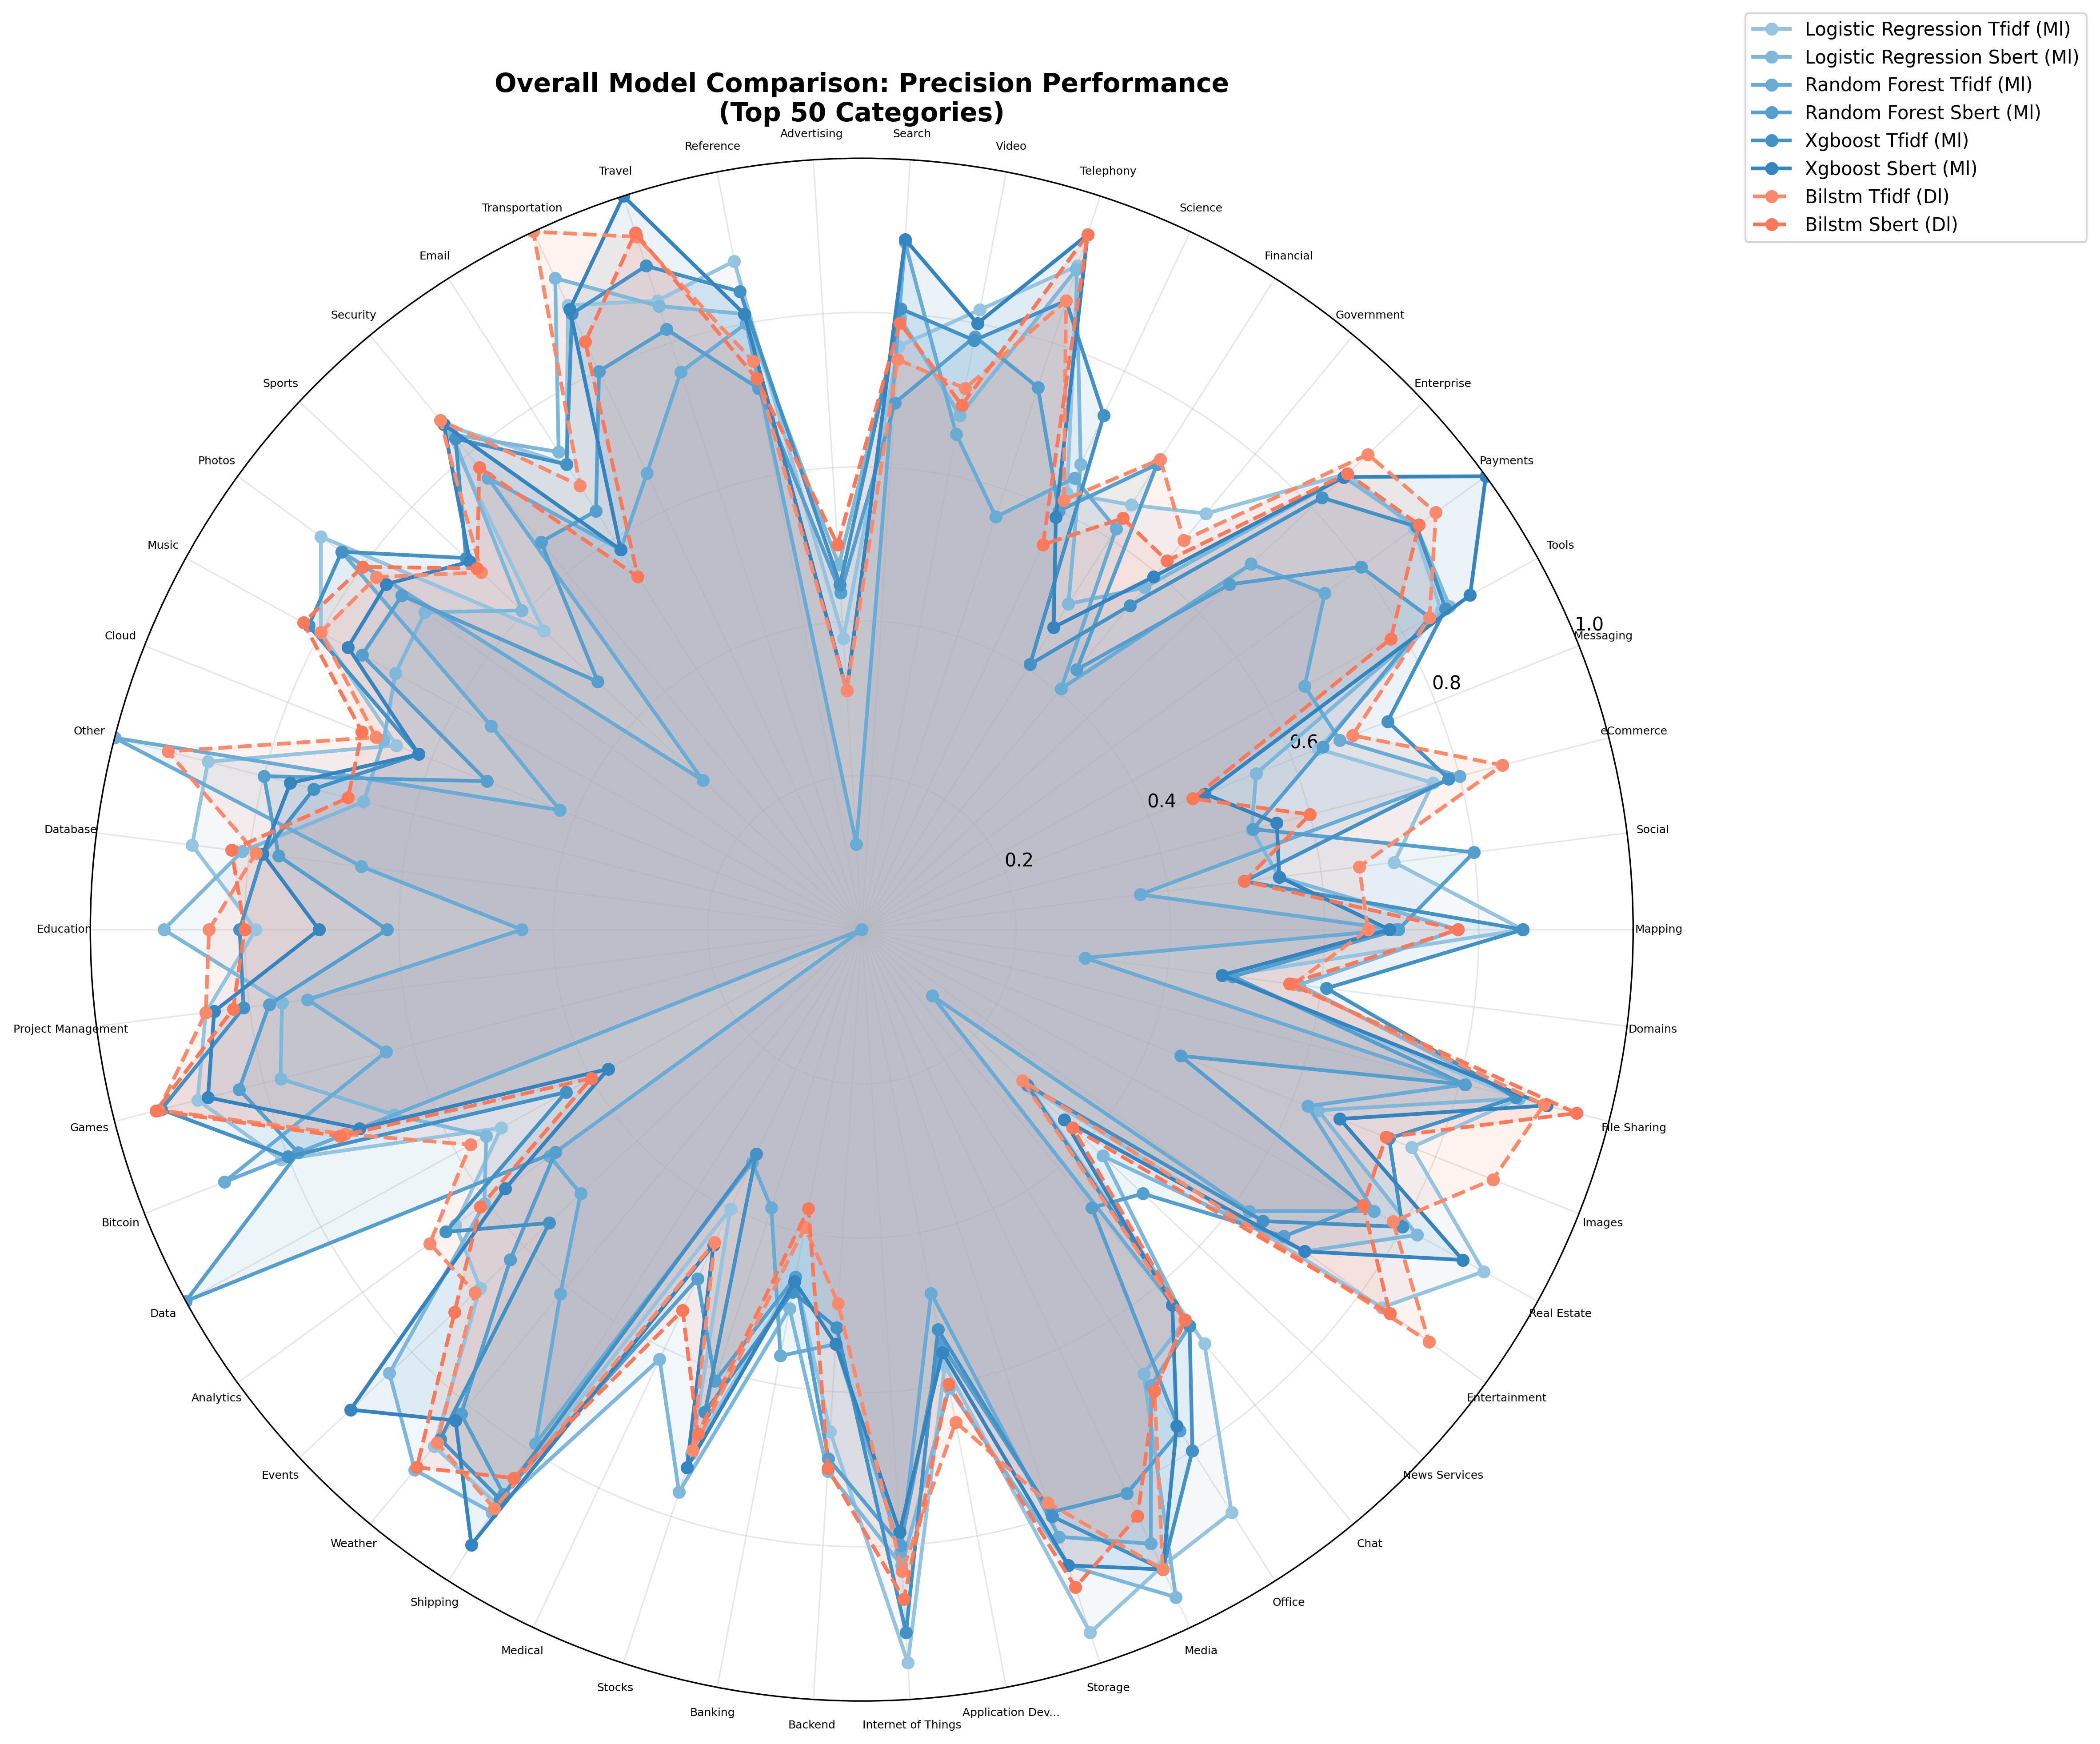 Overall Model Comparison: Precision Performance
(Top 50 Categories)
Logistic Regression Tfidf (Ml)
Logistic Regression Sbert (Ml)
Random Forest Tfidf (Ml)
Random Forest Sbert (Ml)
Xgboost Tfidf (Ml)
Xgboost Sbert (Ml)
Bilstm Tfidf (Dl)
Bilstm Sbert (Dl)
Mapping
Social
eCommerce
Messaging
Tools
Payments
Enterprise
Government
Financial
Science
Telephony
Video
Search
Advertising
Reference
Travel
Transportation
Email
Security
Sports
Photos
Music
Cloud
Other
Database
Education
Project Management
Games
Bitcoin
Data
Analytics
Events
Weather
Shipping
Medical
Stocks
Banking
Backend
Internet of Things
Application Dev...
Storage
Media
Office
Chat
News Services
Entertainment
Real Estate
Images
File Sharing
Domains
0.2
0.4
0.6
0.8
1.0